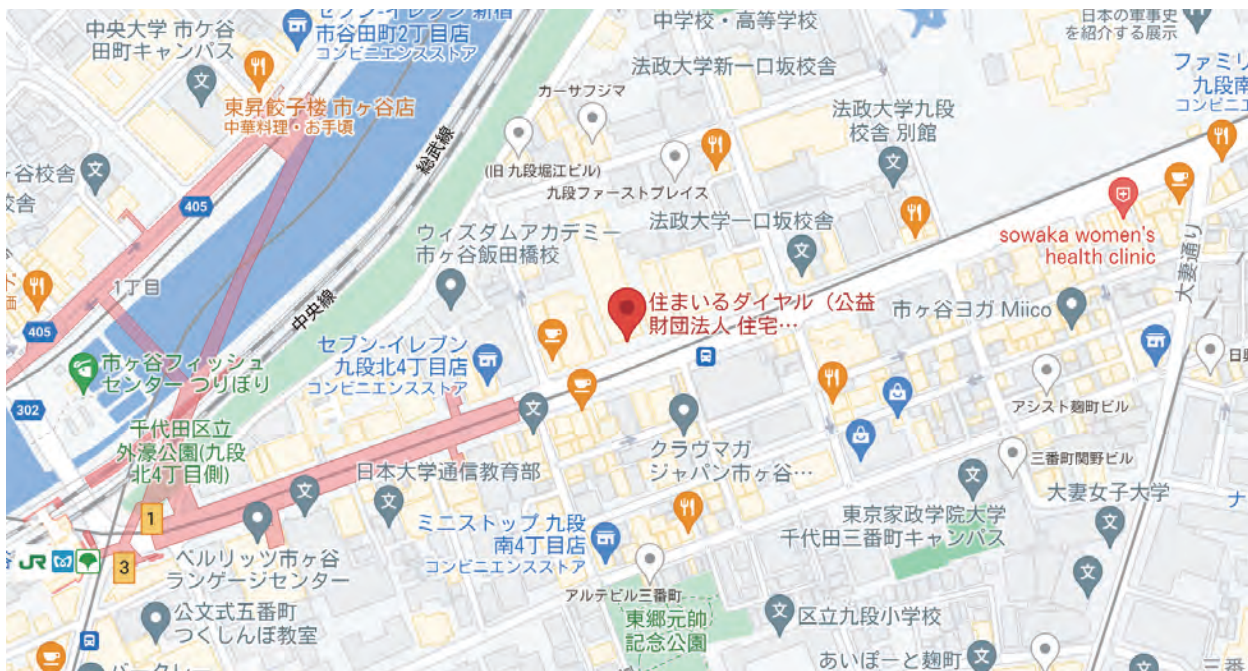 中央大学 市ケ谷
田町キャンパス
セブン-イレブン 新宿
市谷田町2丁目店
コンビニエンスストア
中学校・高等学校
日本の軍事史
を紹介する展示
東昇餃子楼 市ヶ谷店
中華料理・お手頃
総武線
カーサフジマ
法政大学新一口坂校舎
法政大学九段
校舎 別館
ファミリ
九段南
コンビニエ
ヶ谷校舎
校舎
405
(旧 九段堀江ビル)
九段ファーストプレイス
ウィズダムアカデミー
市ヶ谷飯田橋校
法政大学一口坂校舎
sowaka women's
health clinic
大妻通り
1丁目
価
405
中央線
住まいるダイヤル（公益
財団法人 住宅…
市ヶ谷ヨガ Miico
市ヶ谷フィッシュ
センター つりぼり
セブン-イレブン
九段北4丁目店
コンビニエンスストア
302
千代田区立
外濠公園(九段
北4丁目側)
アシスト麹町ビル
日本大学通信教育部
クラヴマガ
ジャパン市ヶ谷…
三番町関野ビル
大妻女子大学
ナ
1
3
谷
JR
ベルリッツ市ヶ谷
ランゲージセンター
ミニストップ 九段
南4丁目店
コンビニエンスストア
東京家政学院大学
千代田三番町キャンパス
アルテビル三番町
公文式五番町
つくしんぼ教室
東郷元帥
記念公園
区立九段小学校
あいぽーと麹町
三番